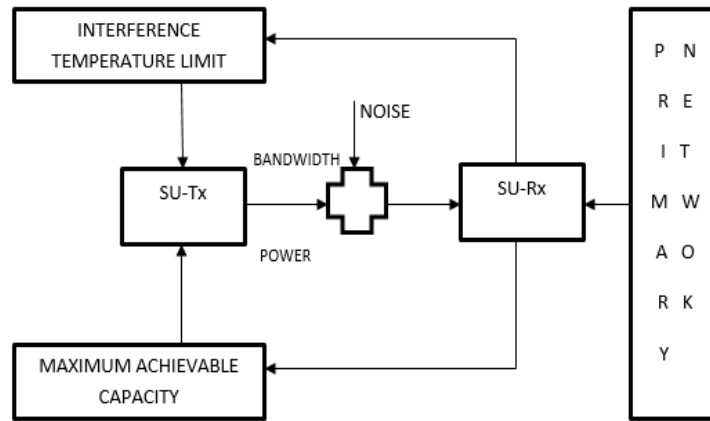 INTERFERENCE
TEMPERATURE LIMIT
NOISE
BANDWIDTH
SU-Tx
SU-Rx
POWER
MAXIMUM ACHIEVABLE
CAPACITY
P N
R E
I T
M W
A O
R K
Y